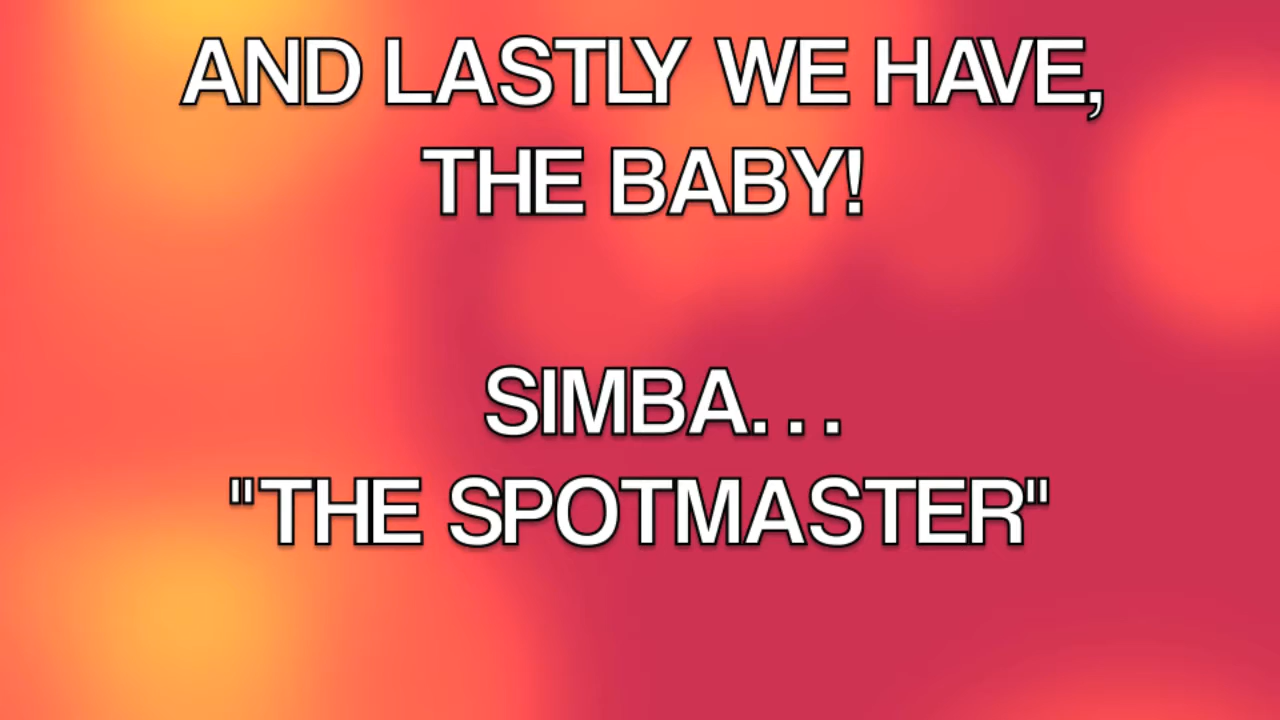 AND LASTLY WE HAVE,
THE BABY!
SIMBA...
"THE SPOTMASTER"